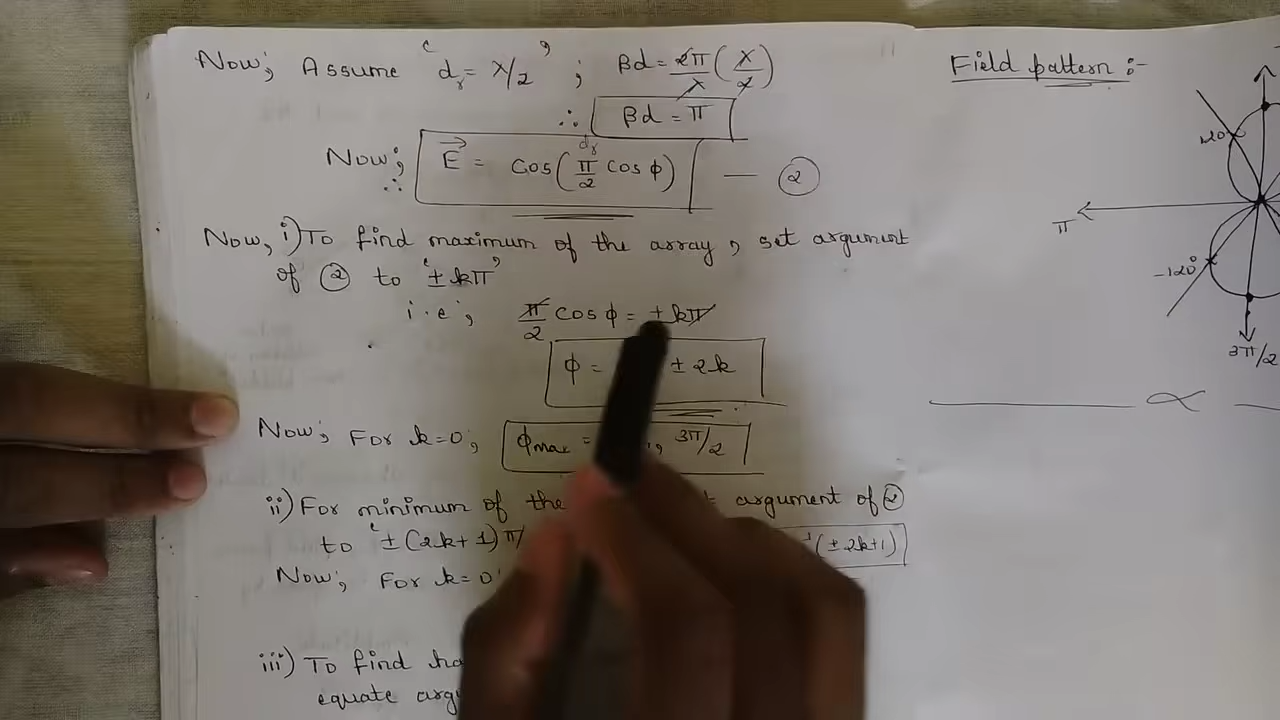 Now; Assume ‘dᵣ= λ/2’ ; βd= 2π/λ (λ/2)
∴ βd = π
Now; ∴ E⃗ = Cos(π/2 cos φ) — ②
dᵣ
Now, i) To find maximum of the array, set argument
of ② to ‘±kπ’
i.e; π/2 Cos φ = ±kπ
φ = ± 2k
Now; For k=0; φmax = , 3π/2
ii) For minimum of the argument of ②
to ‘±(2k+1)π/ (±2k+1)
Now; For k=0
iii) To find
equate
Field pattern :-
120°
π
-120°
3π/2